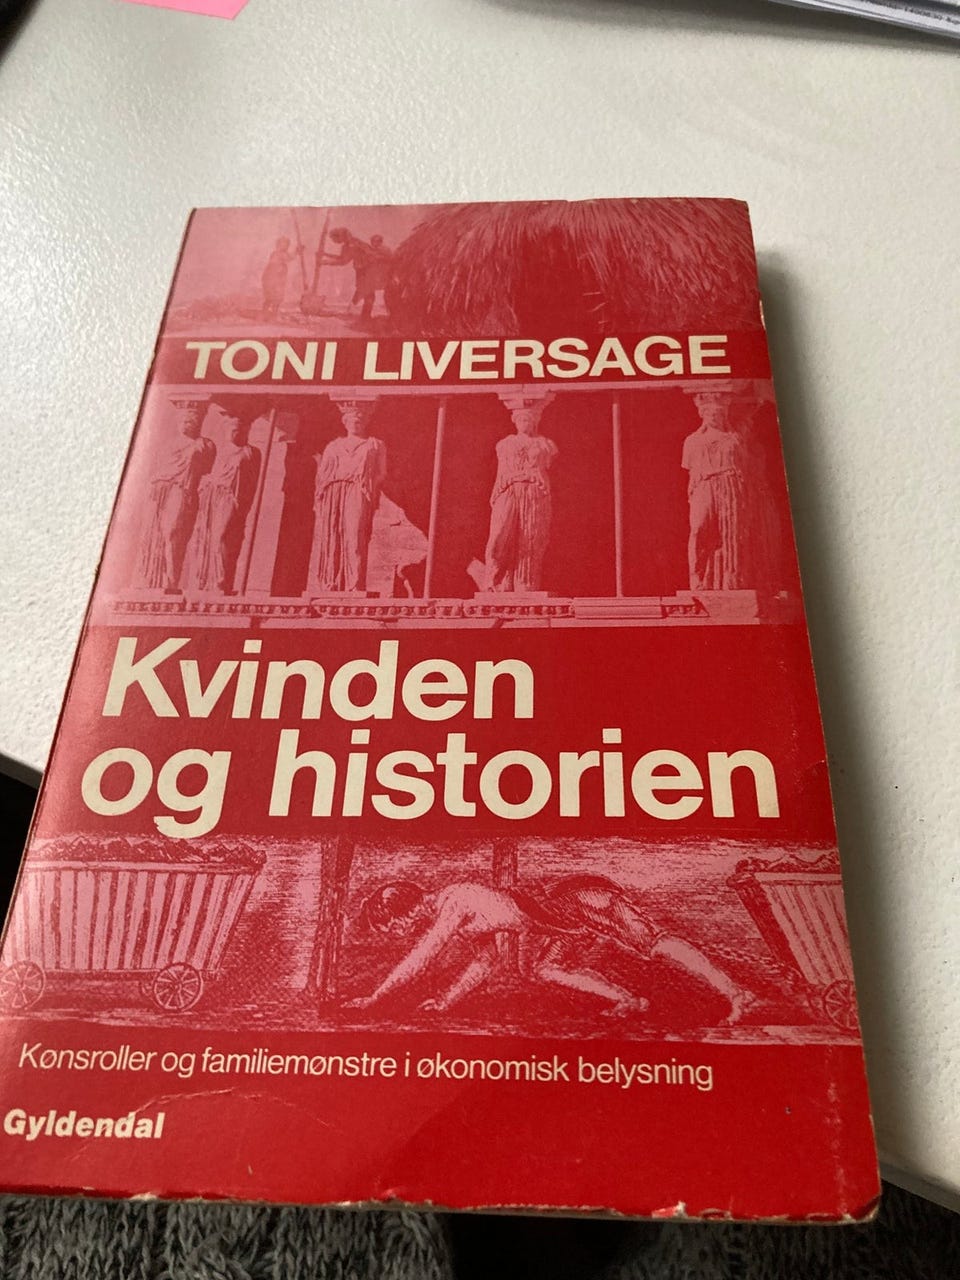 TONI LIVERSAGE
Kvinden
og historien
Kønsroller og familiemønstre i økonomisk belysning
Gyldendal